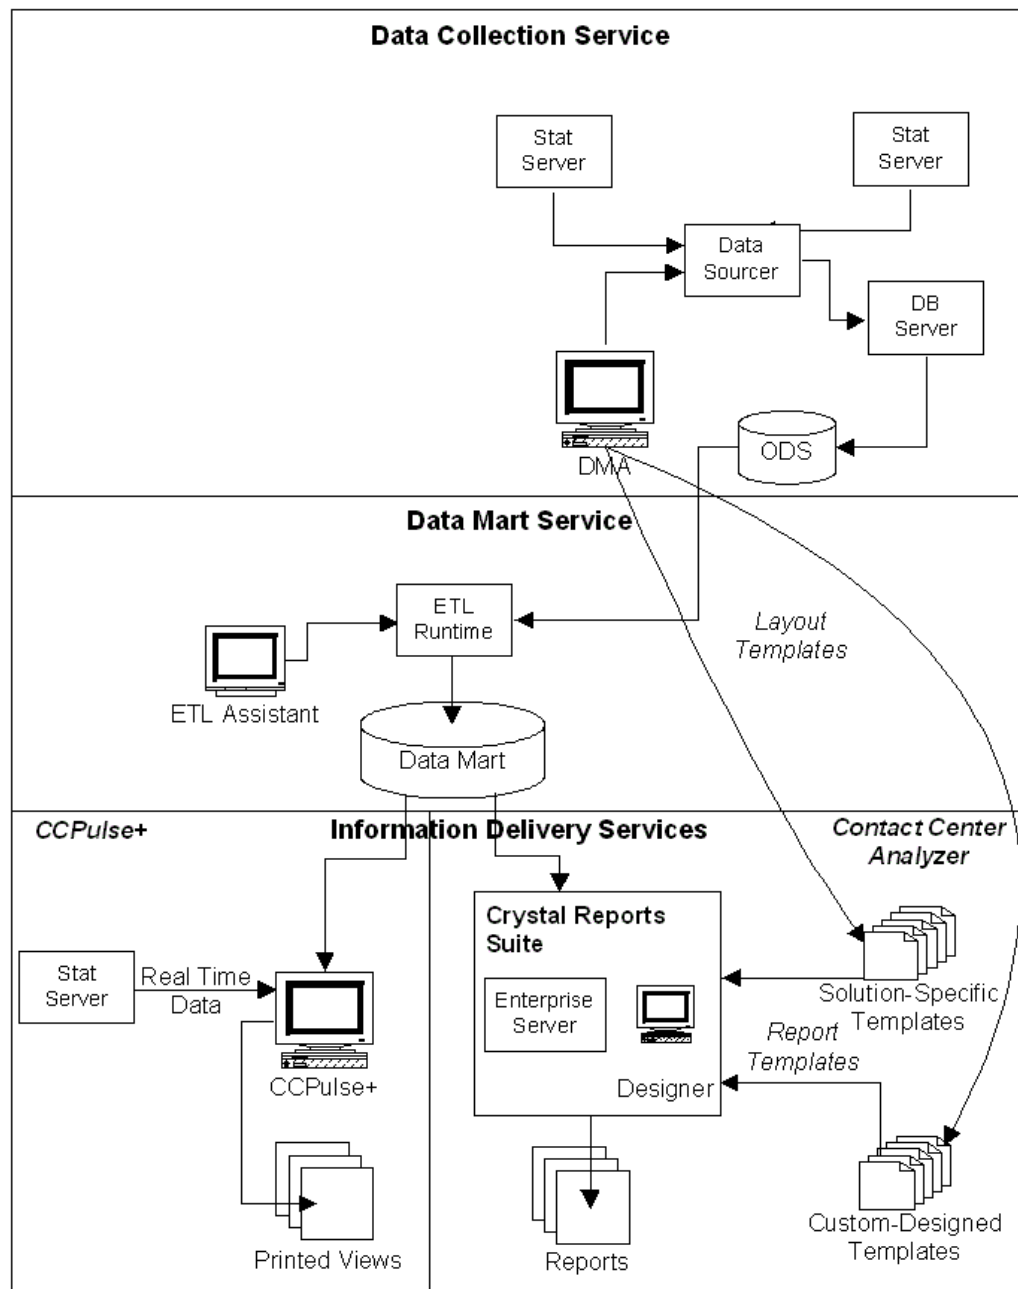 Data Collection Service
Stat
Server
Stat
Server
Data
Sourcer
DB
Server
DMA
ODS
Data Mart Service
ETL
Runtime
Layout
Templates
ETL Assistant
Data Mart
CCPulse+
Information Delivery Services
Contact Center
Analyzer
Crystal Reports
Suite
Stat
Server
Real Time
Data
Enterprise
Server
Solution-Specific
Templates
Report
Templates
CCPulse+
Designer
Custom-Designed
Templates
Printed Views
Reports